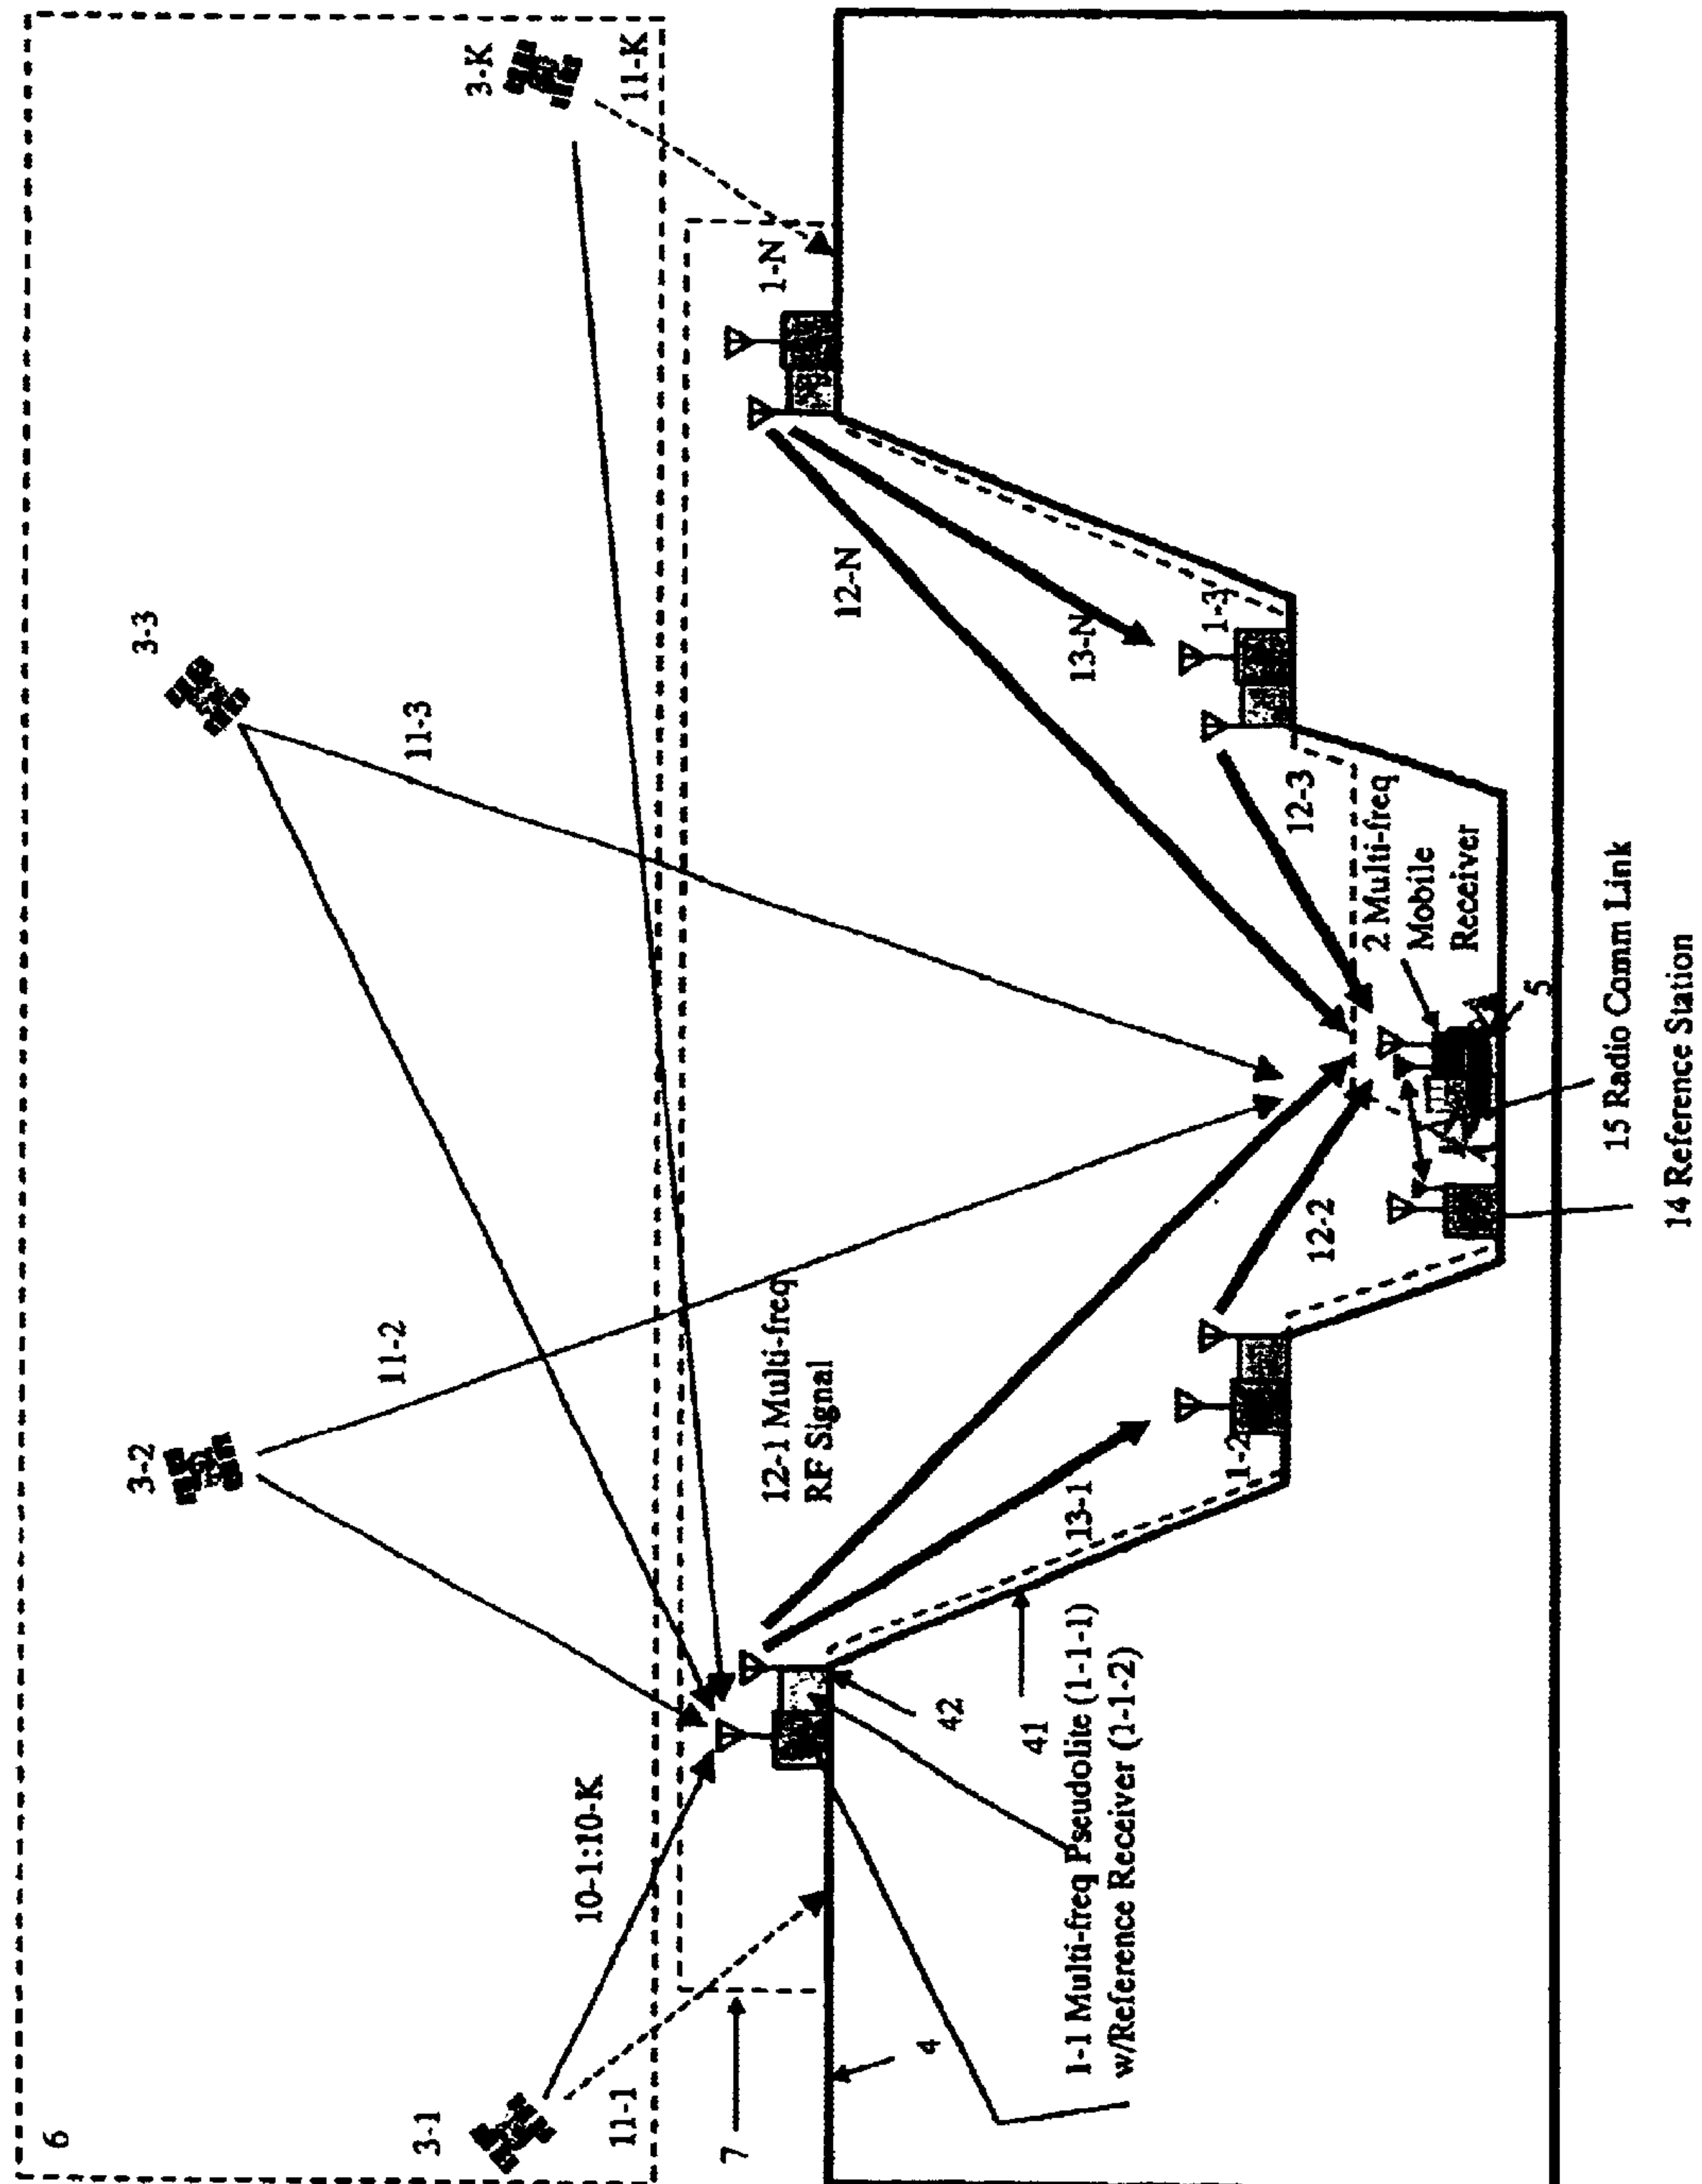 6
3-1
3-2
3-3
3-K
11-1
10-1:10-K
11-2
11-3
11-K
7
4
12-1 Multi-freq
RF Signal
12-N
1-N
42
41
13-1
13-N
1-1 Multi-freq Pseudolite (1-1-1)
w/Reference Receiver (1-1-2)
1-2
1-3
12-2
12-3
2 Multi-freq
Mobile
Receiver
5
15 Radio Comm Link
14 Reference Station